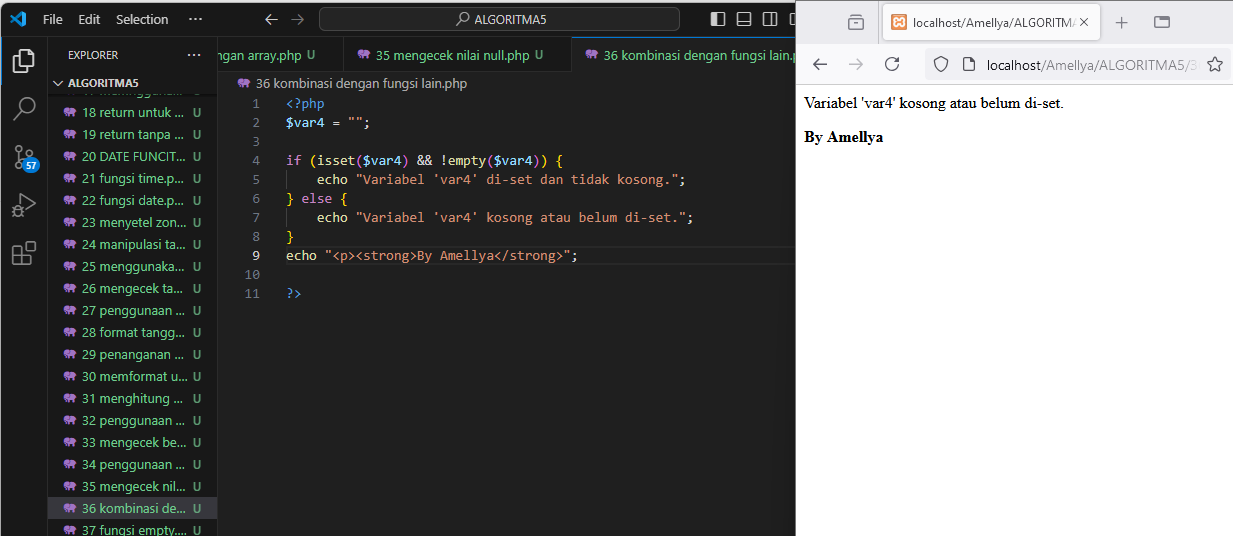 File Edit Selection ···
ALGORITMA5
EXPLORER ···
ALGORITMA5
18 return untuk ... U
19 return tanpa ... U
20 DATE FUNCIT... U
21 fungsi time.p... U
22 fungsi date.p... U
23 menyetel zon... U
24 manipulasi ta... U
25 menggunaka... U
26 mengecek ta... U
27 penggunaan ... U
28 format tangg... U
29 penanganan ... U
30 memformat u... U
31 menghitung ... U
32 penggunaan ... U
33 mengecek be... U
34 penggunaan ... U
35 mengecek nil... U
36 kombinasi de... U
37 fungsi empty.... U
57
ngan array.php U
35 mengecek nilai null.php U
36 kombinasi dengan fungsi lain.p
36 kombinasi dengan fungsi lain.php
1 <?php
2 $var4 = "";
3
4 if (isset($var4) && !empty($var4)) {
5 echo "Variabel 'var4' di-set dan tidak kosong.";
6 } else {
7 echo "Variabel 'var4' kosong atau belum di-set.";
8 }
9 echo "<p><strong>By Amellya</strong>";
10
11 ?>
localhost/Amellya/ALGORITMA
localhost/Amellya/ALGORITMA5/3
Variabel 'var4' kosong atau belum di-set.
By Amellya